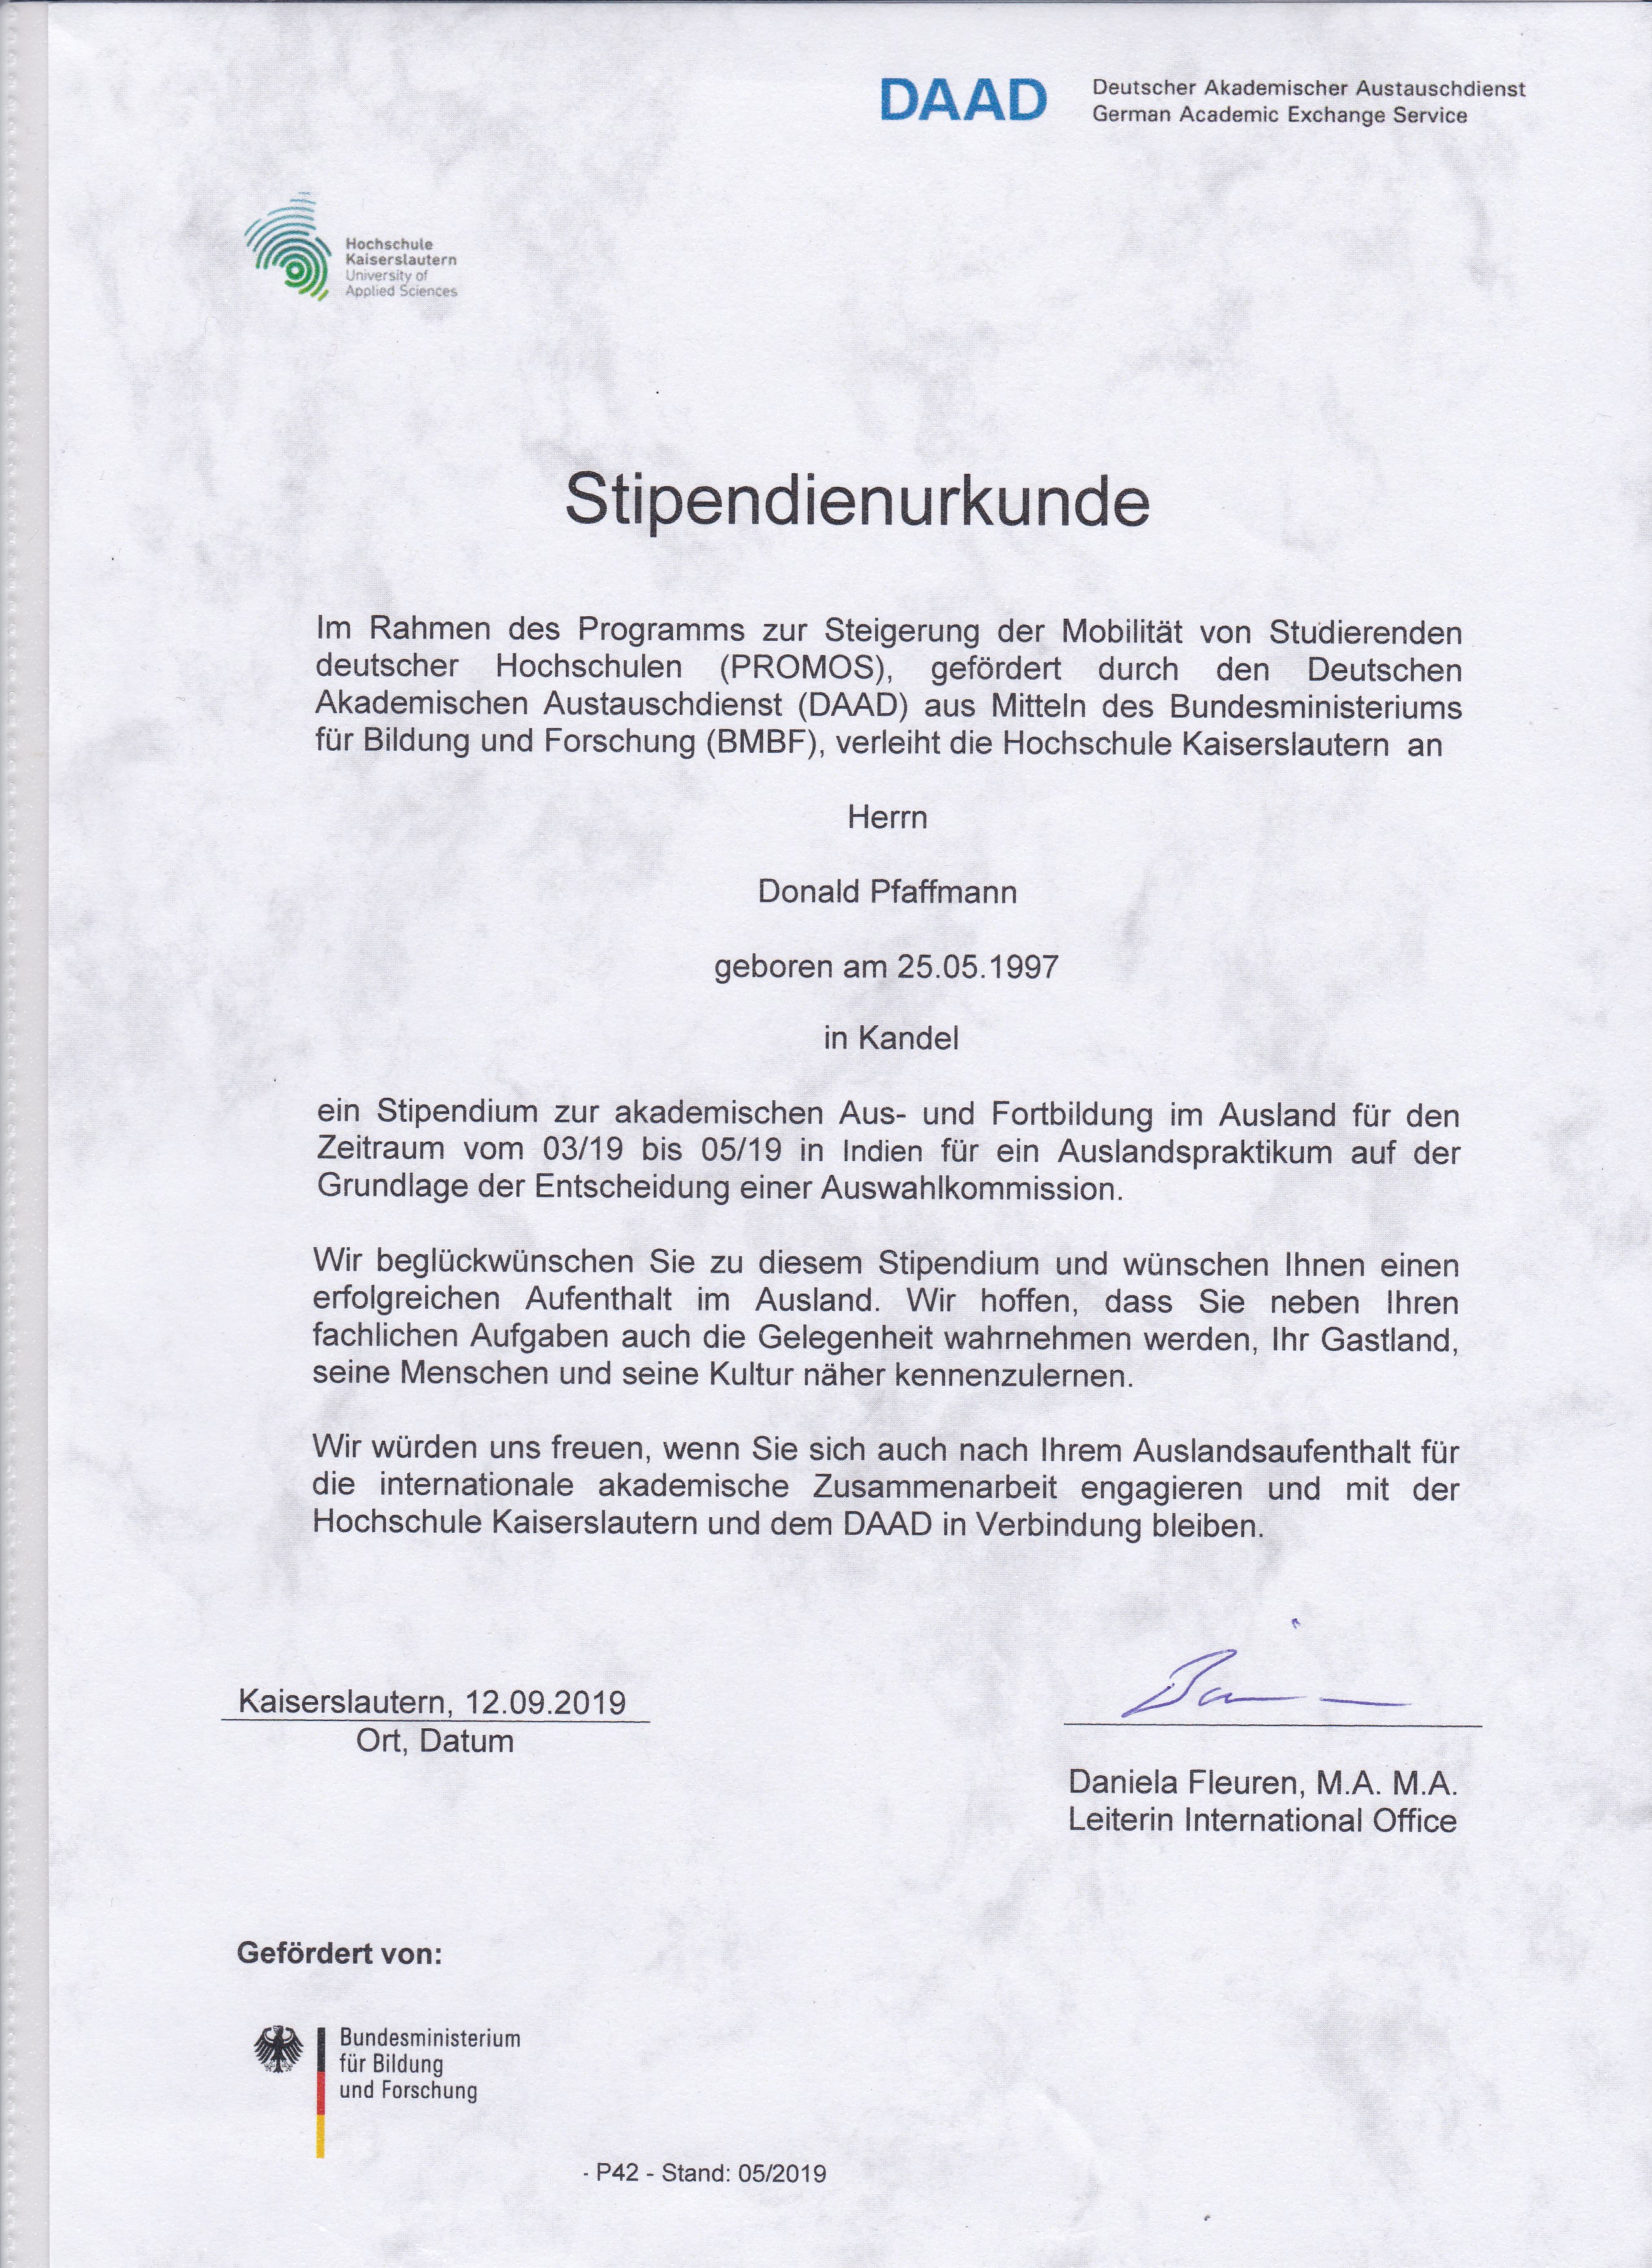 DAAD
Deutscher Akademischer Austauschdienst
German Academic Exchange Service
Hochschule
Kaiserslautern
University of
Applied Sciences
Stipendienurkunde
Im Rahmen des Programms zur Steigerung der Mobilität von Studierenden
deutscher Hochschulen (PROMOS), gefördert durch den Deutschen
Akademischen Austauschdienst (DAAD) aus Mitteln des Bundesministeriums
für Bildung und Forschung (BMBF), verleiht die Hochschule Kaiserslautern an
Herrn
Donald Pfaffmann
geboren am 25.05.1997
in Kandel
ein Stipendium zur akademischen Aus- und Fortbildung im Ausland für den
Zeitraum vom 03/19 bis 05/19 in Indien für ein Auslandspraktikum auf der
Grundlage der Entscheidung einer Auswahlkommission.
Wir beglückwünschen Sie zu diesem Stipendium und wünschen Ihnen einen
erfolgreichen Aufenthalt im Ausland. Wir hoffen, dass Sie neben Ihren
fachlichen Aufgaben auch die Gelegenheit wahrnehmen werden, Ihr Gastland,
seine Menschen und seine Kultur näher kennenzulernen.
Wir würden uns freuen, wenn Sie sich auch nach Ihrem Auslandsaufenthalt für
die internationale akademische Zusammenarbeit engagieren und mit der
Hochschule Kaiserslautern und dem DAAD in Verbindung bleiben.
Kaiserslautern, 12.09.2019
Ort, Datum
Daniela Fleuren, M.A. M.A.
Leiterin International Office
Gefördert von:
Bundesministerium
für Bildung
und Forschung
- P42 - Stand: 05/2019